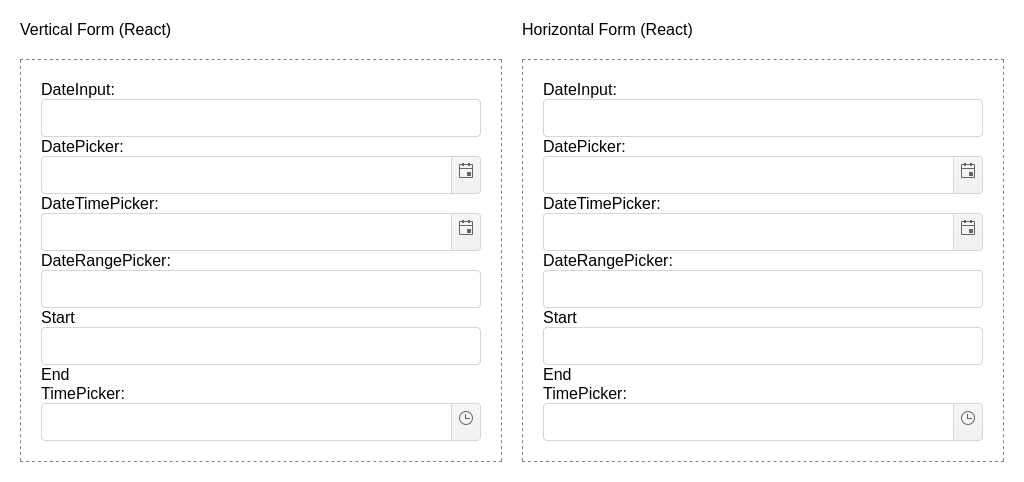 Vertical Form (React)
DateInput:
DatePicker:
DateTimePicker:
DateRangePicker:
Start
End
TimePicker:
Horizontal Form (React)
DateInput:
DatePicker:
DateTimePicker:
DateRangePicker:
Start
End
TimePicker: